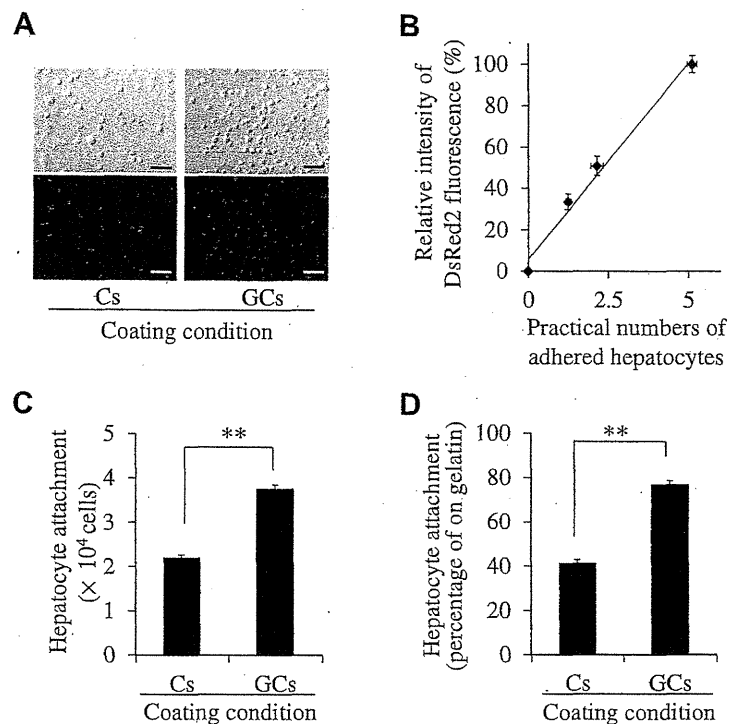 A
Cs
GCs
Coating condition
B
Relative intensity of
DsRed2 fluorescence (%)
100
80
60
40
20
0
0
2.5
5
Practical numbers of
adhered hepatocytes
C
Hepatocyte attachment
(× 10⁴ cells)
5
4
3
2
1
0
**
Cs
GCs
Coating condition
D
Hepatocyte attachment
(percentage of on gelatin)
100
80
60
40
20
0
**
Cs
GCs
Coating condition